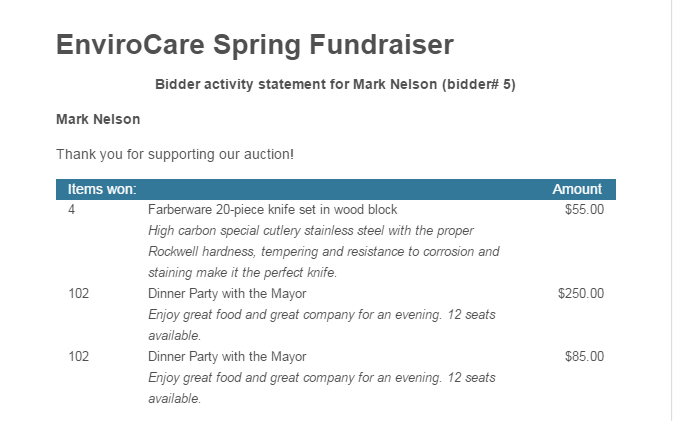 EnviroCare Spring Fundraiser
Bidder activity statement for Mark Nelson (bidder# 5)
Mark Nelson
Thank you for supporting our auction!
Items won: Amount
4 Farberware 20-piece knife set in wood block $55.00
High carbon special cutlery stainless steel with the proper
Rockwell hardness, tempering and resistance to corrosion and
staining make it the perfect knife.
102 Dinner Party with the Mayor $250.00
Enjoy great food and great company for an evening. 12 seats
available.
102 Dinner Party with the Mayor $85.00
Enjoy great food and great company for an evening. 12 seats
available.